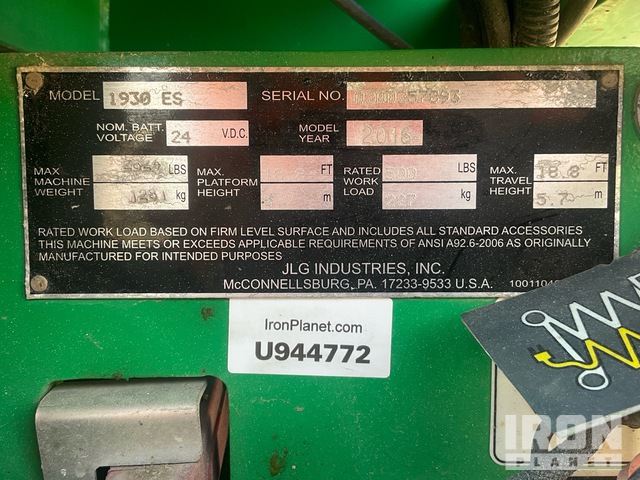 MODEL 1930 ES SERIAL NO.
NOM. BATT. VOLTAGE 24 V.D.C. MODEL YEAR 2016
MAX MACHINE WEIGHT LBS kg
MAX. PLATFORM HEIGHT FT m
RATED WORK LOAD 500 LBS 227 kg
MAX. TRAVEL HEIGHT 18.8 FT 5.7 m
RATED WORK LOAD BASED ON FIRM LEVEL SURFACE AND INCLUDES ALL STANDARD ACCESSORIES
THIS MACHINE MEETS OR EXCEEDS APPLICABLE REQUIREMENTS OF ANSI A92.6-2006 AS ORIGINALLY
MANUFACTURED FOR INTENDED PURPOSES
JLG INDUSTRIES, INC.
McCONNELLSBURG, PA. 17233-9533 U.S.A.
IronPlanet.com
U944772
IRON
PLANET